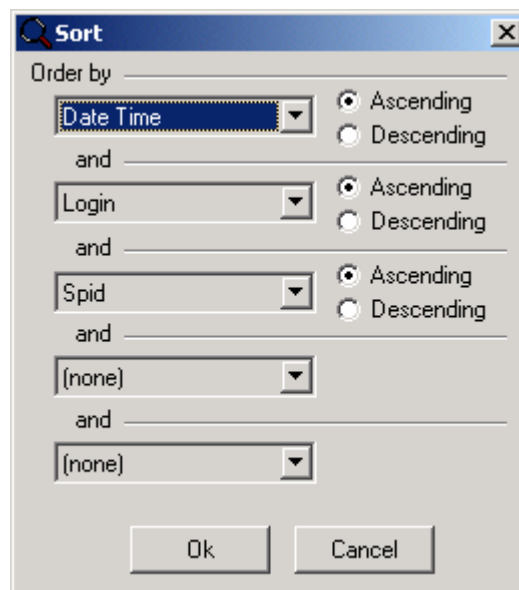 Sort
Order by
Date Time
Ascending
Descending
and
Login
Ascending
Descending
and
Spid
Ascending
Descending
and
(none)
and
(none)
Ok Cancel